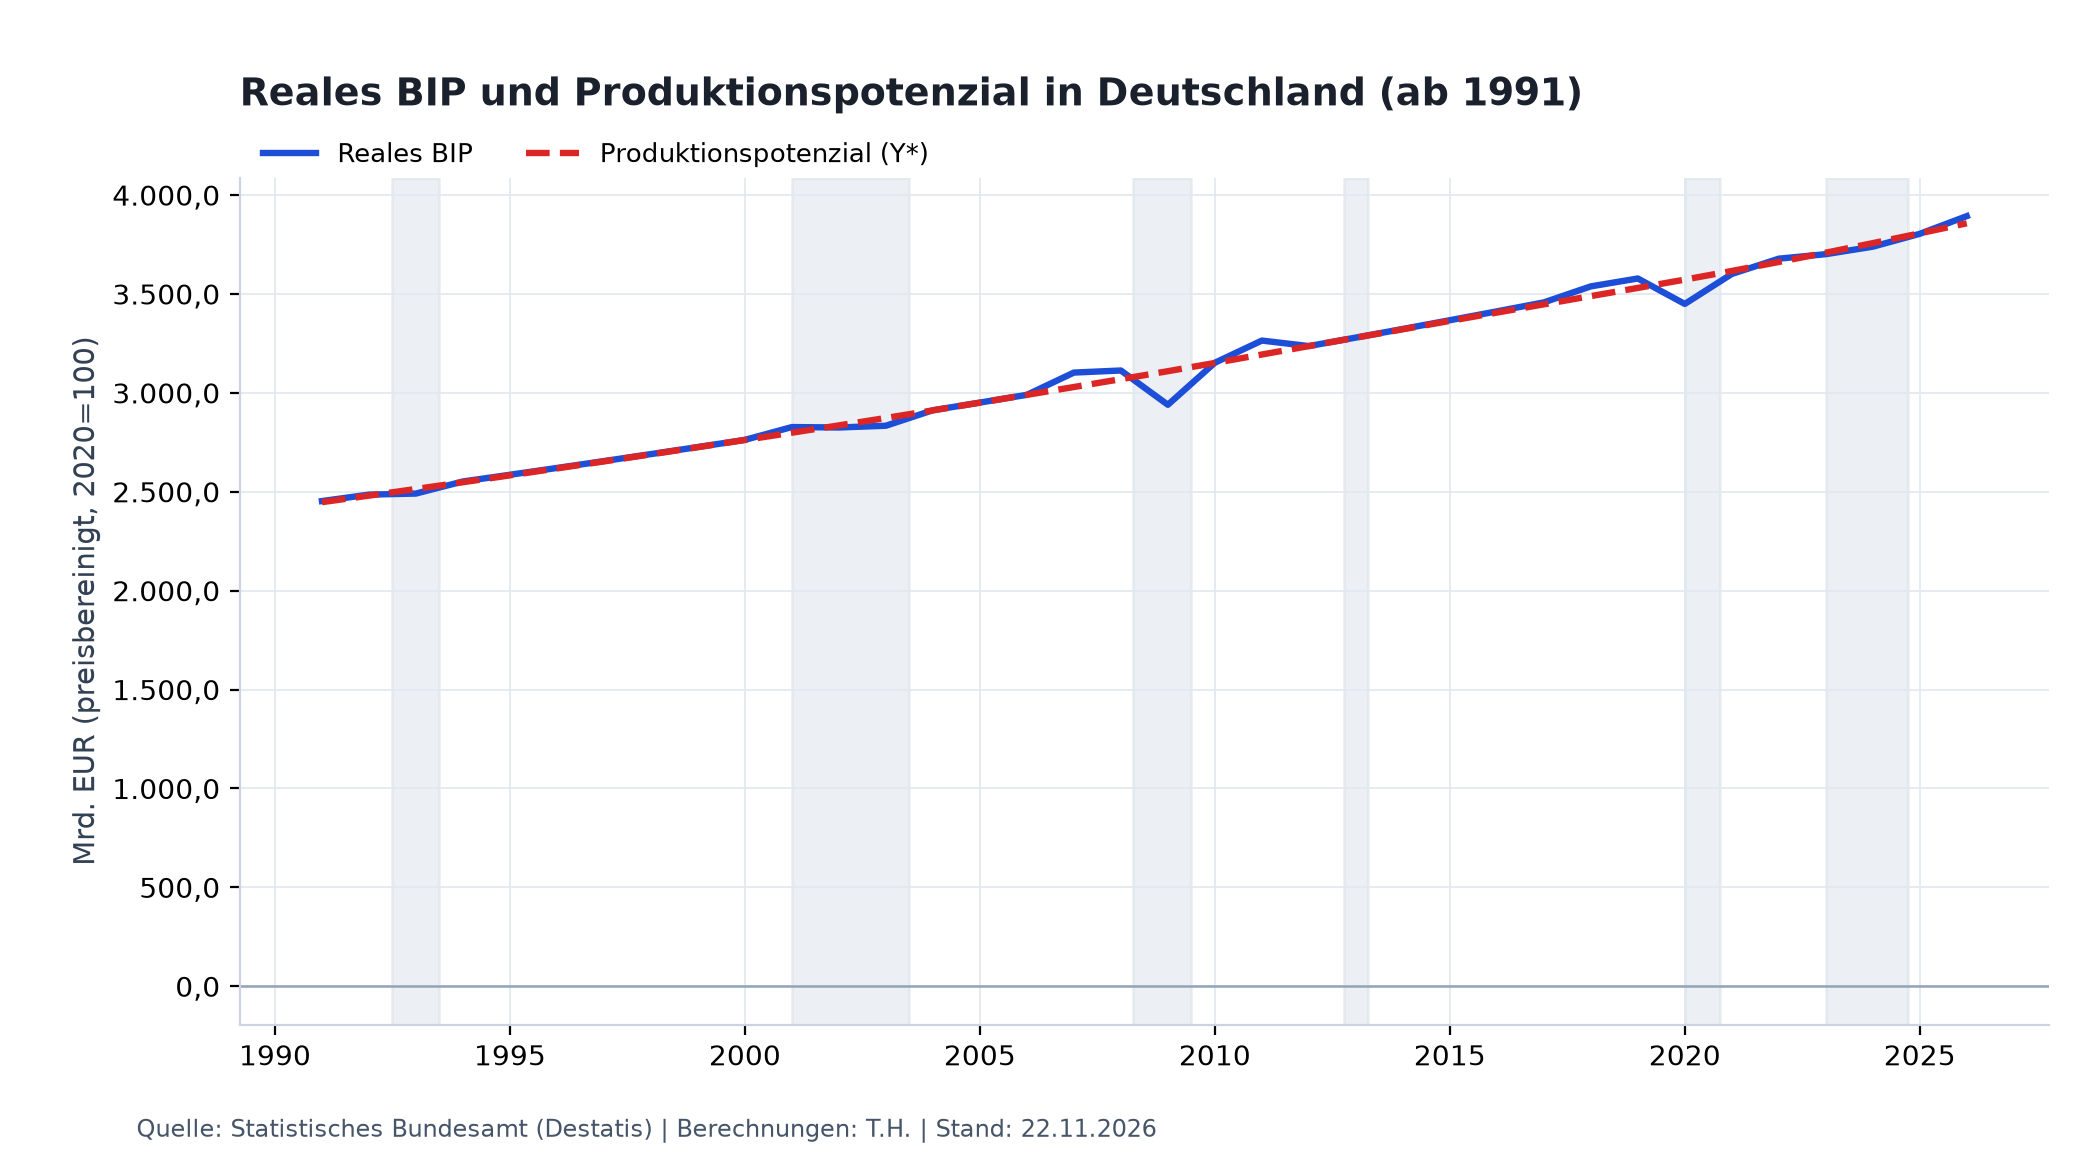 Reales BIP und Produktionspotenzial in Deutschland (ab 1991)
Reales BIP
Produktionspotenzial (Y*)
Mrd. EUR (preisbereinigt, 2020=100)
4.000,0
3.500,0
3.000,0
2.500,0
2.000,0
1.500,0
1.000,0
500,0
0,0
1990 1995 2000 2005 2010 2015 2020 2025
Quelle: Statistisches Bundesamt (Destatis) | Berechnungen: T.H. | Stand: 22.11.2026